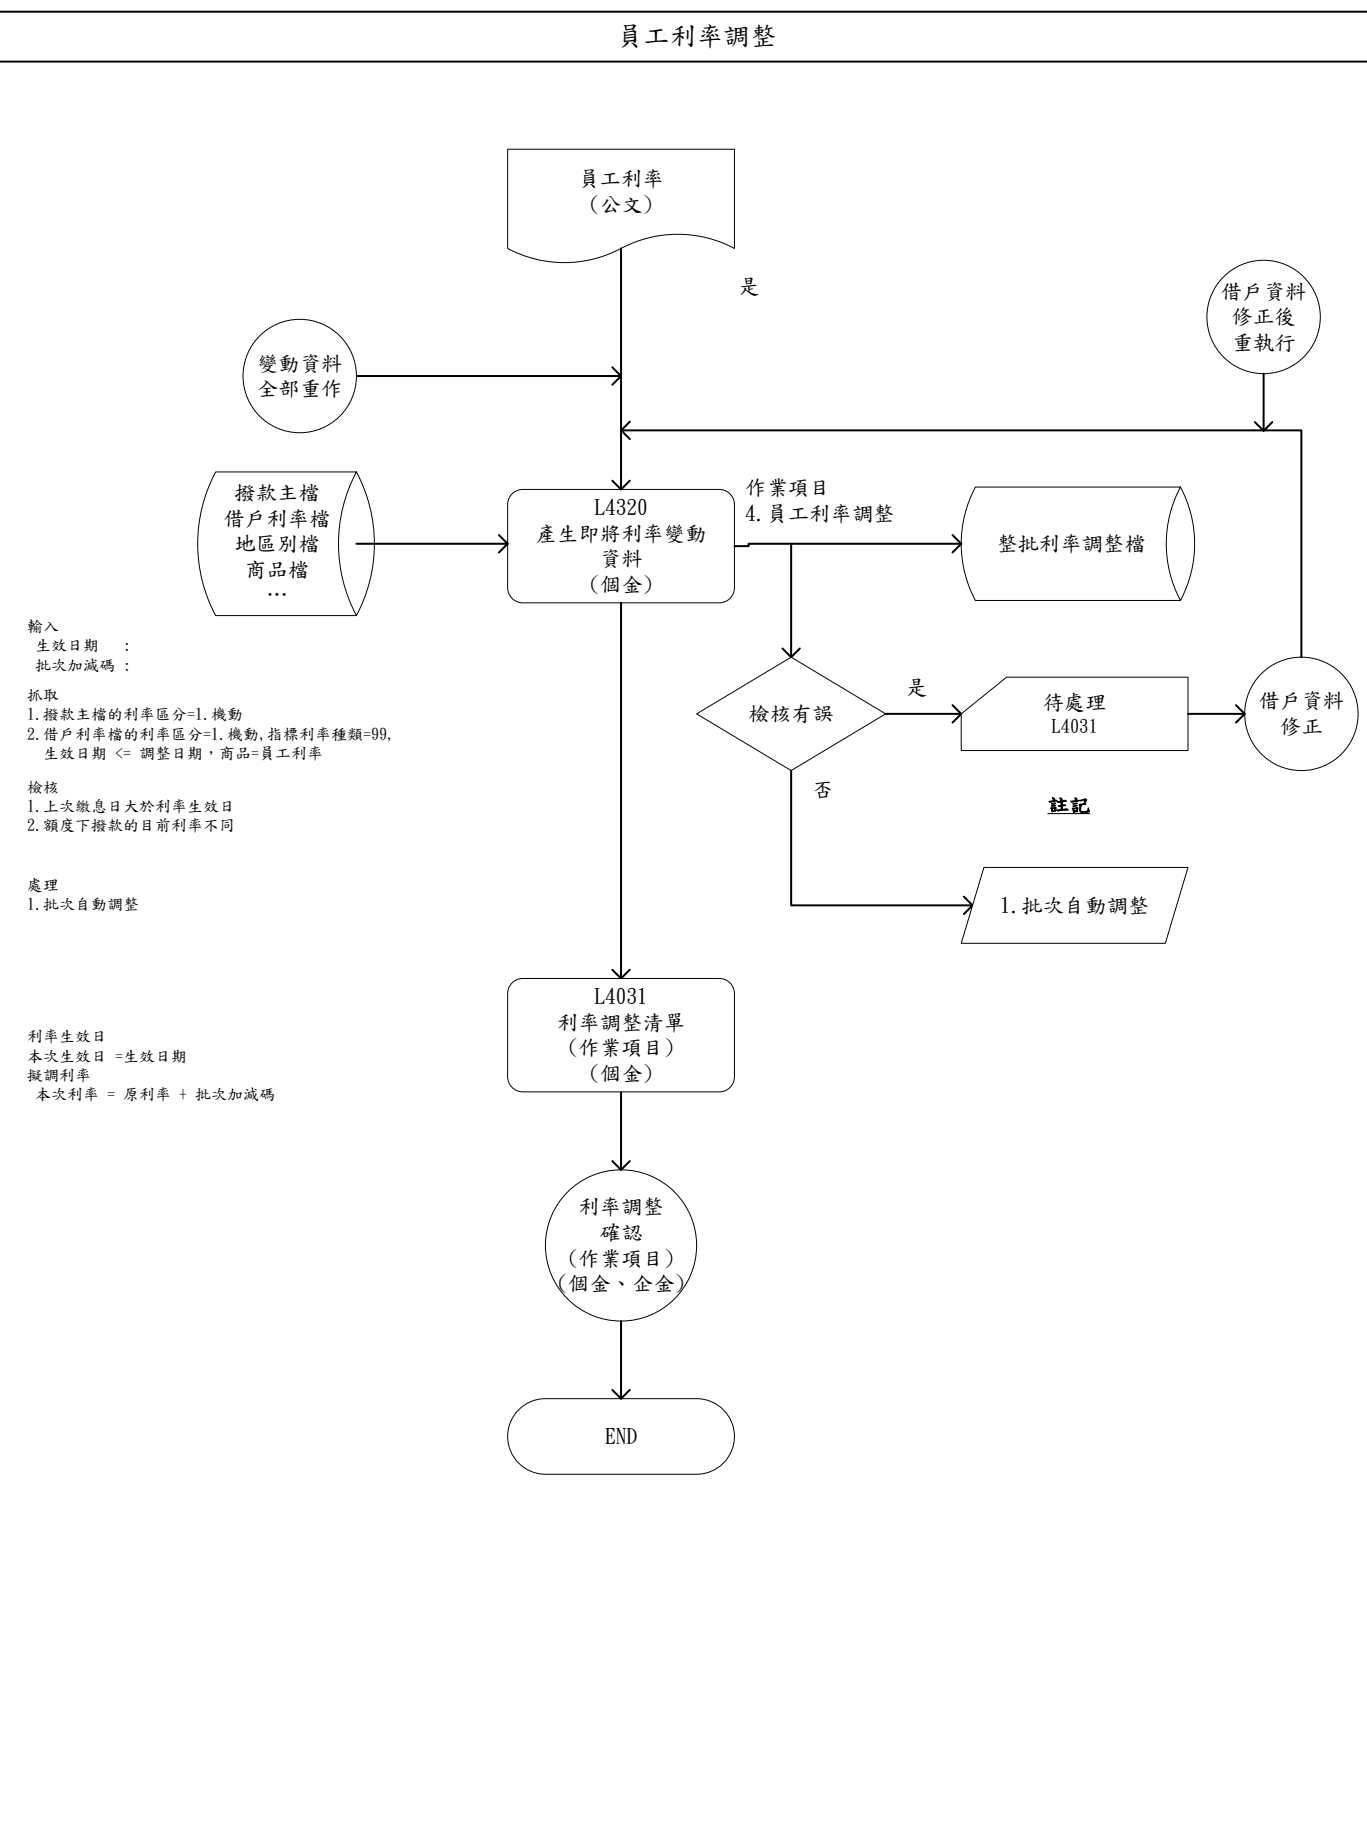 員工利率調整
員工利率
(公文)
是
借戶資料
修正後
重執行
變動資料
全部重作
撥款主檔
借戶利率檔
地區別檔
商品檔
...
L4320
產生即將利率變動
資料
(個金)
作業項目
4.員工利率調整
整批利率調整檔
輸入
生效日期 :
批次加減碼 :
抓取
1.撥款主檔的利率區分=1.機動
2.借戶利率檔的利率區分=1.機動,指標利率種類=99,
生效日期 <= 調整日期，商品=員工利率
檢核
1.上次繳息日大於利率生效日
2.額度下撥款的目前利率不同
處理
1.批次自動調整
檢核有誤
是
待處理
L4031
借戶資料
修正
否
註記
1.批次自動調整
L4031
利率調整清單
(作業項目)
(個金)
利率生效日
本次生效日 =生效日期
擬調利率
本次利率 = 原利率 + 批次加減碼
利率調整
確認
(作業項目)
(個金、企金)
END